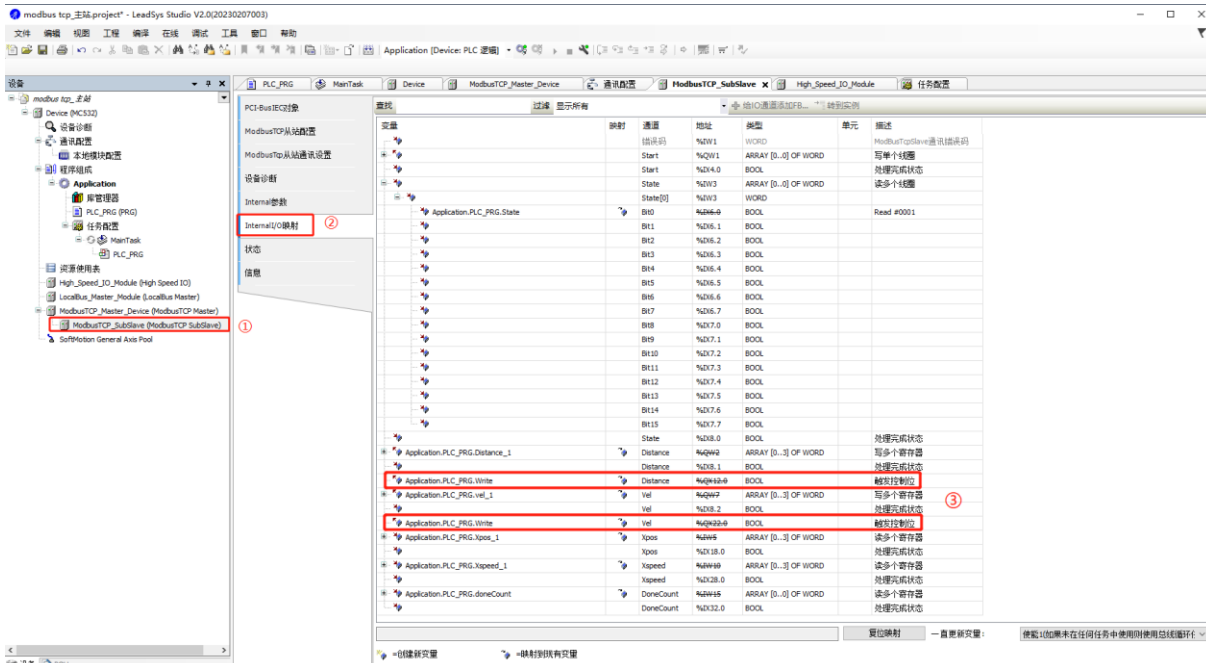 modbus tcp_主站.project* - LeadSys Studio V2.0(20230207003)
文件 编辑 视图 工程 编译 在线 调试 工具 窗口 帮助
Application [Device: PLC 逻辑]
设备
PLC_PRG MainTask Device ModbusTCP_Master_Device 通讯配置 ModbusTCP_SubSlave High_Speed_IO_Module 任务配置
modbus tcp_主站
Device (MC532)
设备诊断
通讯配置
本地模块配置
程序组成
Application
库管理器
PLC_PRG (PRG)
任务配置
MainTask
PLC_PRG
资源使用表
High_Speed_IO_Module (High Speed IO)
LocalBus_Master_Module (LocalBus Master)
ModbusTCP_Master_Device (ModbusTCP Master)
ModbusTCP_SubSlave (ModbusTCP SubSlave) ①
SoftMotion General Axis Pool
PCI-BusIEC对象
ModbusTCP从站配置
ModbusTcp从站通讯设置
设备诊断
Internal参数
InternalI/O映射 ②
状态
信息
查找 过滤 显示所有 给IO通道添加FB... 转到实例
变量 映射 通道 地址 类型 单元 描述
错误码 %IW1 WORD ModBusTcpSlave通讯错误码
Start %QW1 ARRAY [0..0] OF WORD 写单个线圈
Start %IX4.0 BOOL 处理完成状态
State %IW3 ARRAY [0..0] OF WORD 读多个线圈
State[0] %IW3 WORD
Application.PLC_PRG.State Bit0 %IX6.0 BOOL Read #0001
Bit1 %IX6.1 BOOL
Bit2 %IX6.2 BOOL
Bit3 %IX6.3 BOOL
Bit4 %IX6.4 BOOL
Bit5 %IX6.5 BOOL
Bit6 %IX6.6 BOOL
Bit7 %IX6.7 BOOL
Bit8 %IX7.0 BOOL
Bit9 %IX7.1 BOOL
Bit10 %IX7.2 BOOL
Bit11 %IX7.3 BOOL
Bit12 %IX7.4 BOOL
Bit13 %IX7.5 BOOL
Bit14 %IX7.6 BOOL
Bit15 %IX7.7 BOOL
State %IX8.0 BOOL 处理完成状态
Application.PLC_PRG.Distance_1 Distance %QW2 ARRAY [0..3] OF WORD 写多个寄存器
Distance %IX8.1 BOOL 处理完成状态
Application.PLC_PRG.Write Distance %QX12.0 BOOL 触发控制位
Application.PLC_PRG.vel_1 Vel %QW7 ARRAY [0..3] OF WORD 写多个寄存器 ③
Vel %IX8.2 BOOL 处理完成状态
Application.PLC_PRG.Write Vel %QX22.0 BOOL 触发控制位
Application.PLC_PRG.Xpos_1 Xpos %IW5 ARRAY [0..3] OF WORD 读多个寄存器
Xpos %IX18.0 BOOL 处理完成状态
Application.PLC_PRG.Xspeed_1 Xspeed %IW10 ARRAY [0..3] OF WORD 读多个寄存器
Xspeed %IX28.0 BOOL 处理完成状态
Application.PLC_PRG.doneCount DoneCount %IW15 ARRAY [0..0] OF WORD 读多个寄存器
DoneCount %IX32.0 BOOL 处理完成状态
复位映射 一直更新变量: 使能1(如果未在任何任务中使用则使用总线循环任
=创建新变量 =映射到现有变量